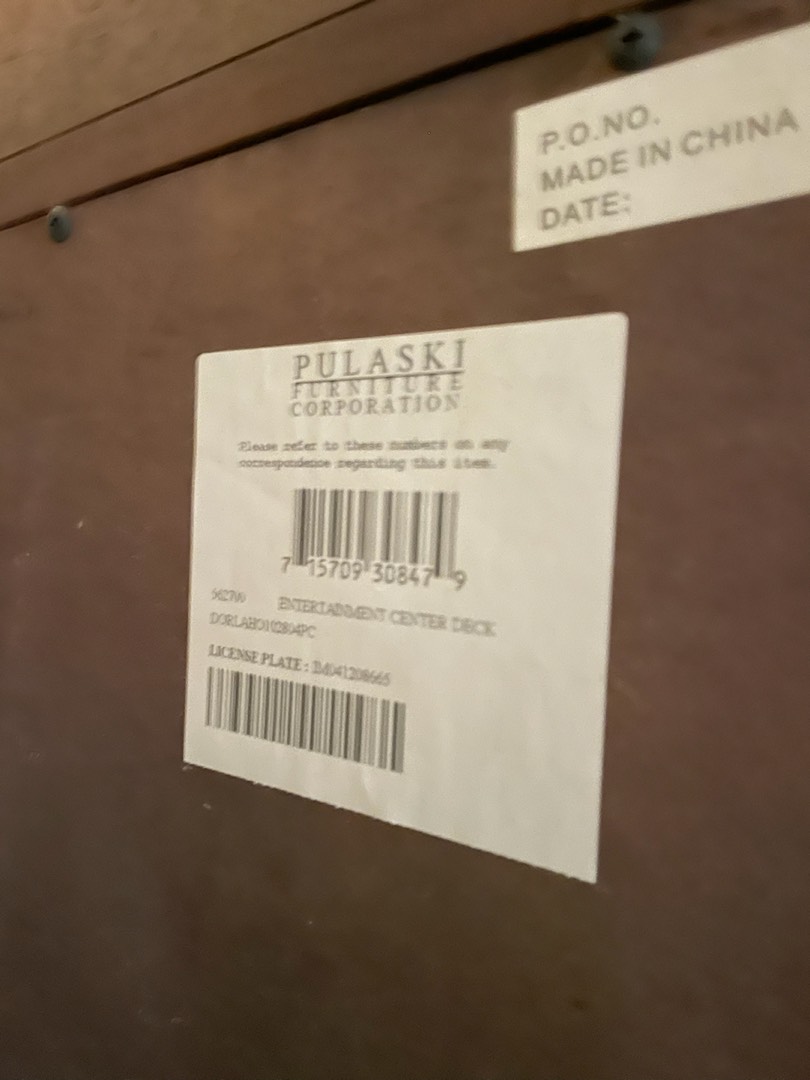 P.O.NO.
MADE IN CHINA
DATE:
PULASKI
FURNITURE
CORPORATION
Please refer to these numbers on any
correspondence regarding this item.
7 15709 30847 9
ENTERTAINMENT CENTER DECK
LICENSE PLATE :